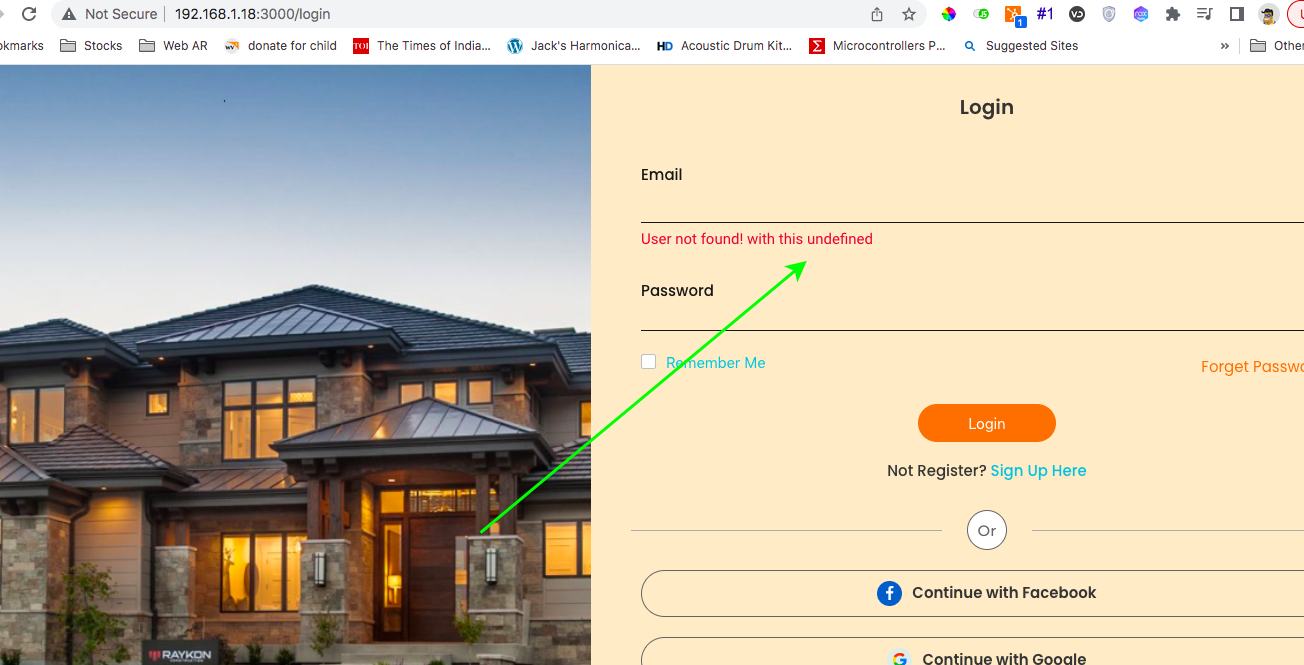 Not Secure | 192.168.1.18:3000/login
#1
1
okmarks Stocks Web AR donate for child The Times of India... Jack's Harmonica... Acoustic Drum Kit... Microcontrollers P... Suggested Sites » Other
Login
Email
User not found! with this undefined
Password
Remember Me
Forget Passwo
Login
Not Register? Sign Up Here
Or
Continue with Facebook
Continue with Google
RAYKON